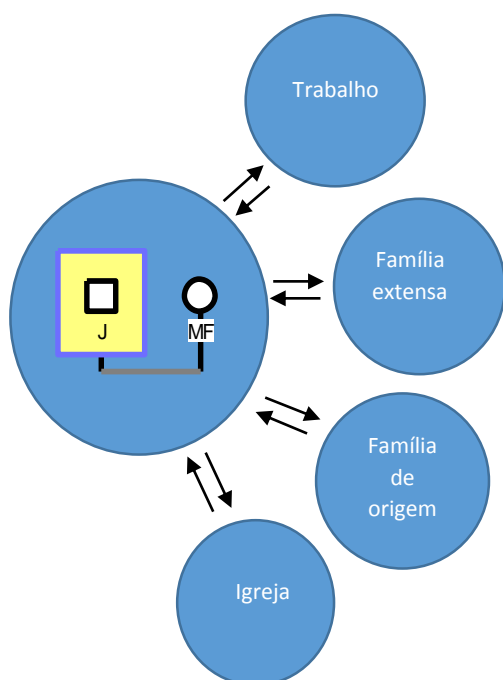 Trabalho
Família
extensa
J
MF
Família
de
origem
Igreja